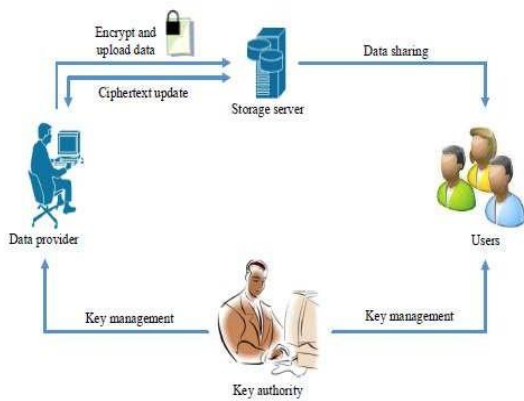 Encrypt and
upload data
Data sharing
Ciphertext update
Storage server
Data provider
Users
Key management
Key management
Key authority